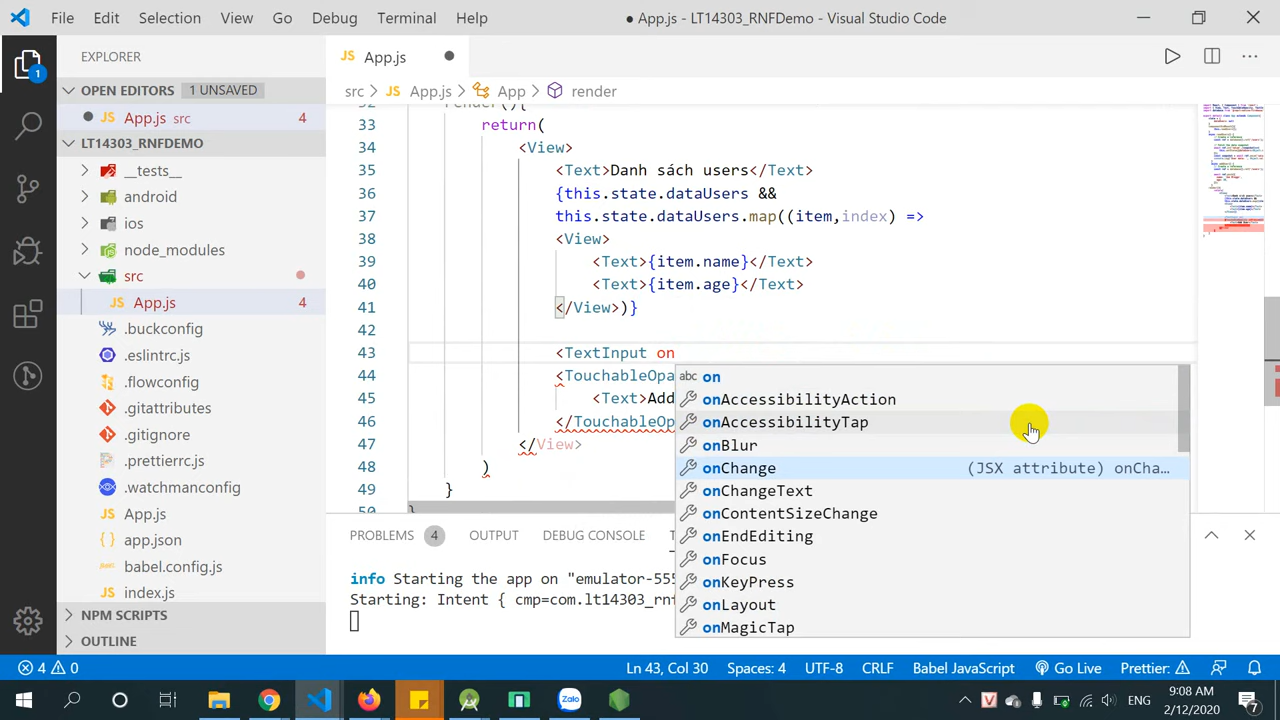 File Edit Selection View Go Debug Terminal Help ● App.js - LT14303_RNFDemo - Visual Studio Code
EXPLORER
JS App.js ●
OPEN EDITORS 1 UNSAVED
src > JS App.js > App > render
JS App.js src 4
LT14303_RNFDEMO
__tests__
android
ios
node_modules
src
JS App.js 4
.buckconfig
.eslintrc.js
.flowconfig
.gitattributes
.gitignore
.prettierrc.js
.watchmanconfig
JS App.js
app.json
babel.config.js
JS index.js
NPM SCRIPTS
OUTLINE
32 render(){
33 return(
34 <View>
35 <Text>Danh sách users</Text>
36 {this.state.dataUsers &&
37 this.state.dataUsers.map((item,index) =>
38 <View>
39 <Text>{item.name}</Text>
40 <Text>{item.age}</Text>
41 </View>)}
42
43 <TextInput on
44 <TouchableOpa
45 <Text>Add
46 </TouchableO
47 </View>
48 )
49 }
50 }
abc on
onAccessibilityAction
onAccessibilityTap
onBlur
onChange (JSX attribute) onCha...
onChangeText
onContentSizeChange
onEndEditing
onFocus
onKeyPress
onLayout
onMagicTap
PROBLEMS 4 OUTPUT DEBUG CONSOLE
info Starting the app on "emulator-555
Starting: Intent { cmp=com.lt14303_rn
4 0 Ln 43, Col 30 Spaces: 4 UTF-8 CRLF Babel JavaScript Go Live Prettier:
Zalo V ENG 9:08 AM
2/12/2020 7